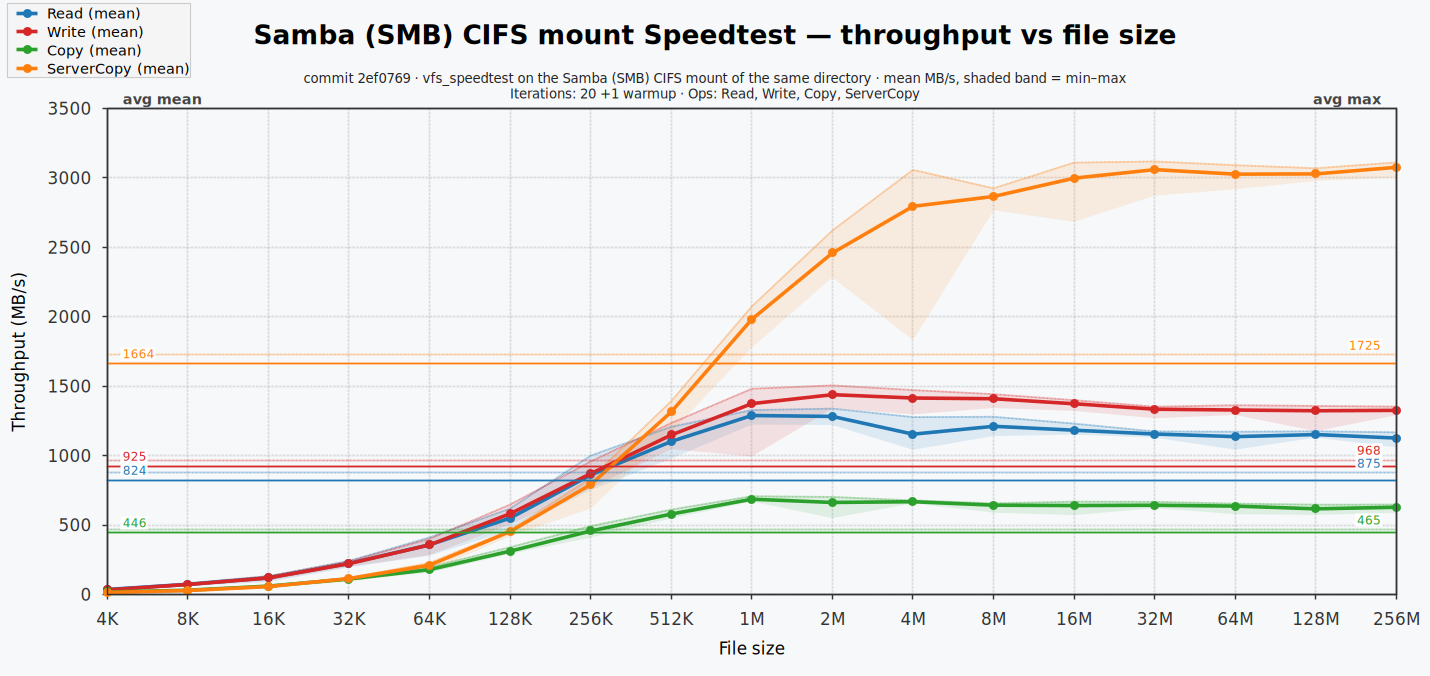 Read (mean)
Write (mean)
Copy (mean)
ServerCopy (mean)
Samba (SMB) CIFS mount Speedtest — throughput vs file size
commit 2ef0769 · vfs_speedtest on the Samba (SMB) CIFS mount of the same directory · mean MB/s, shaded band = min–max
Iterations: 20 +1 warmup · Ops: Read, Write, Copy, ServerCopy
avg mean
avg max
3500
3000
2500
2000
1500
1000
500
0
Throughput (MB/s)
1664
1725
925
968
824
875
446
465
4K 8K 16K 32K 64K 128K 256K 512K 1M 2M 4M 8M 16M 32M 64M 128M 256M
File size